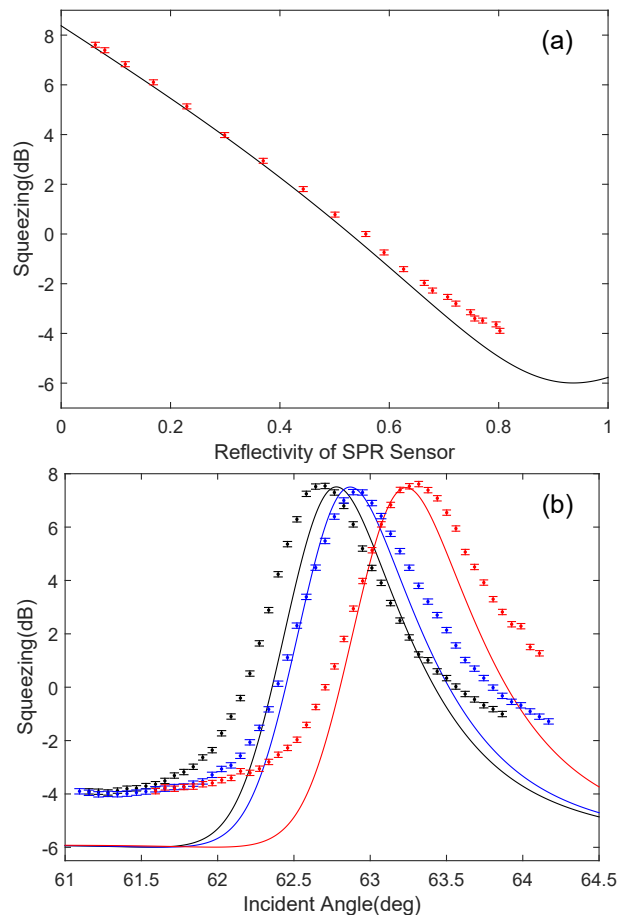 (a)
8
6
4
2
0
-2
-4
-6
Squeezing(dB)
0 0.2 0.4 0.6 0.8 1
Reflectivity of SPR Sensor
(b)
8
6
4
2
0
-2
-4
-6
Squeezing(dB)
61 61.5 62 62.5 63 63.5 64 64.5
Incident Angle(deg)